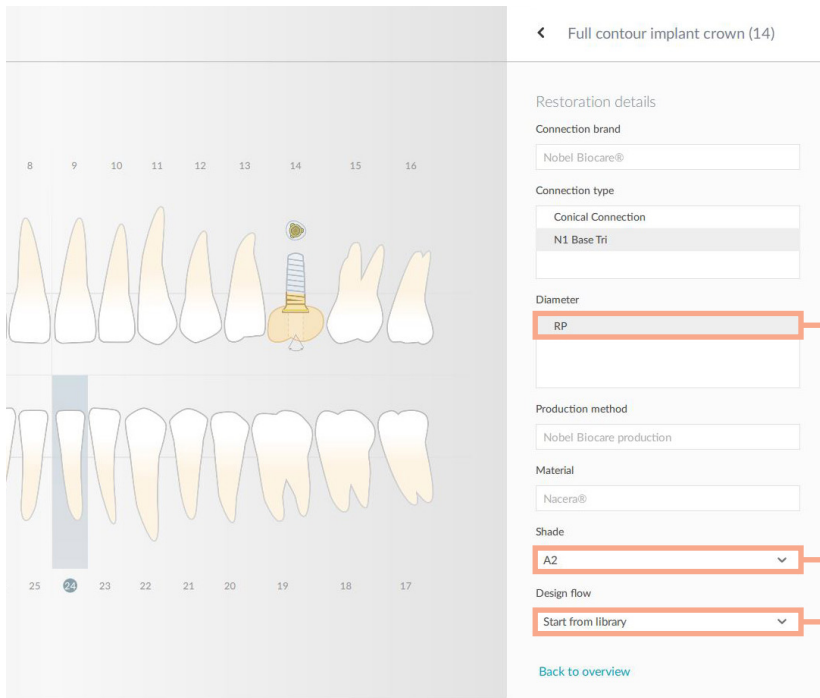 Full contour implant crown (14)
8 9 10 11 12 13 14 15 16
25 24 23 22 21 20 19 18 17
Restoration details
Connection brand
Nobel Biocare®
Connection type
Conical Connection
N1 Base Tri
Diameter
RP
Production method
Nobel Biocare production
Material
Nacera®
Shade
A2
Design flow
Start from library
Back to overview